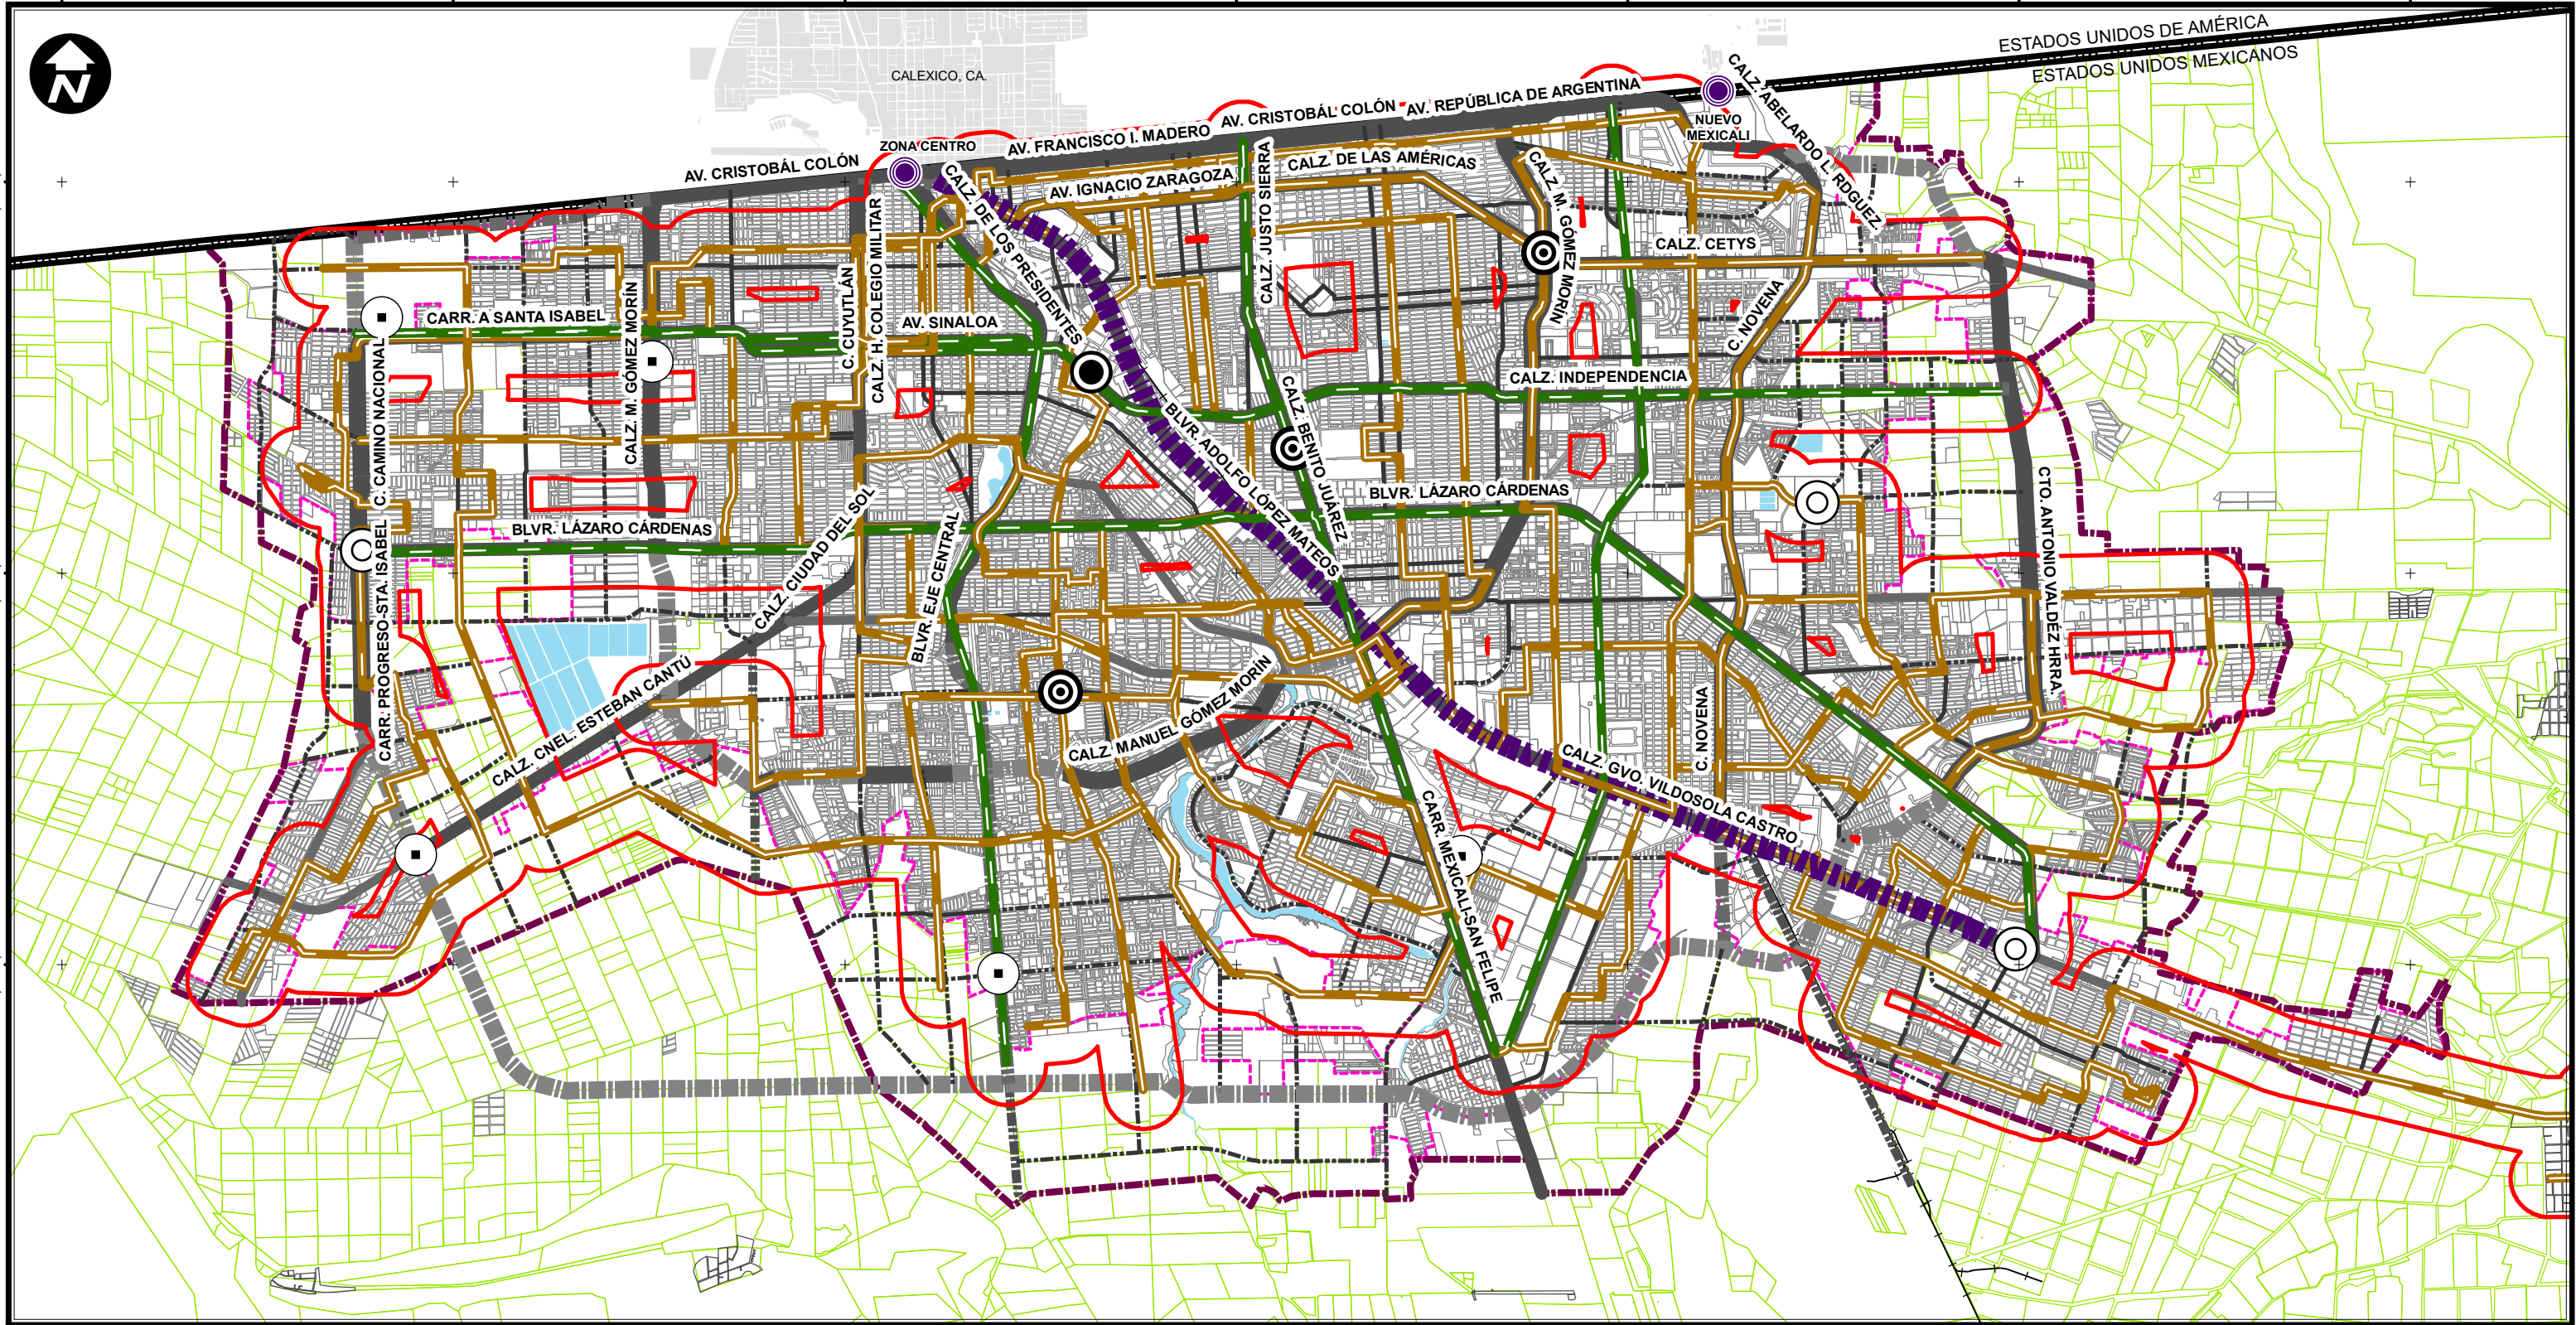 ESTADOS UNIDOS DE AMÉRICA
ESTADOS UNIDOS MEXICANOS
N
CALEXICO, CA.
CALZ. ABELARDO L. RDGUEZ.
AV. REPÚBLICA DE ARGENTINA
AV. CRISTOBÁL COLÓN
AV. FRANCISCO I. MADERO
NUEVO
MEXICALI
ZONA CENTRO
AV. CRISTOBÁL COLÓN
CALZ. DE LAS AMÉRICAS
AV. IGNACIO ZARAGOZA
CALZ. JUSTO SIERRA
CALZ. M. GÓMEZ MORÍN
CALZ. DE LOS PRESIDENTES
CALZ. CETYS
C. CUYUTLÁN
CALZ. H. COLEGIO MILITAR
C. NOVENA
CARR. A SANTA ISABEL
AV. SINALOA
CALZ. M. GÓMEZ MORÍN
C. CAMINO NACIONAL
CALZ. INDEPENDENCIA
CALZ. BENITO JUÁREZ
BLVR. ADOLFO LÓPEZ MATEOS
BLVR. LÁZARO CÁRDENAS
BLVR. LÁZARO CÁRDENAS
CALZ. CIUDAD DEL SOL
BLVR. EJE CENTRAL
CTO. ANTONIO VALDÉZ HRRA.
CARR. PROGRESO-STA. ISABEL
CALZ. CNEL. ESTEBAN CANTÚ
CALZ. MANUEL GÓMEZ MORÍN
C. NOVENA
CALZ. GVO. VILDOSOLA CASTRO
CARR. MEXICALI-SAN FELIPE